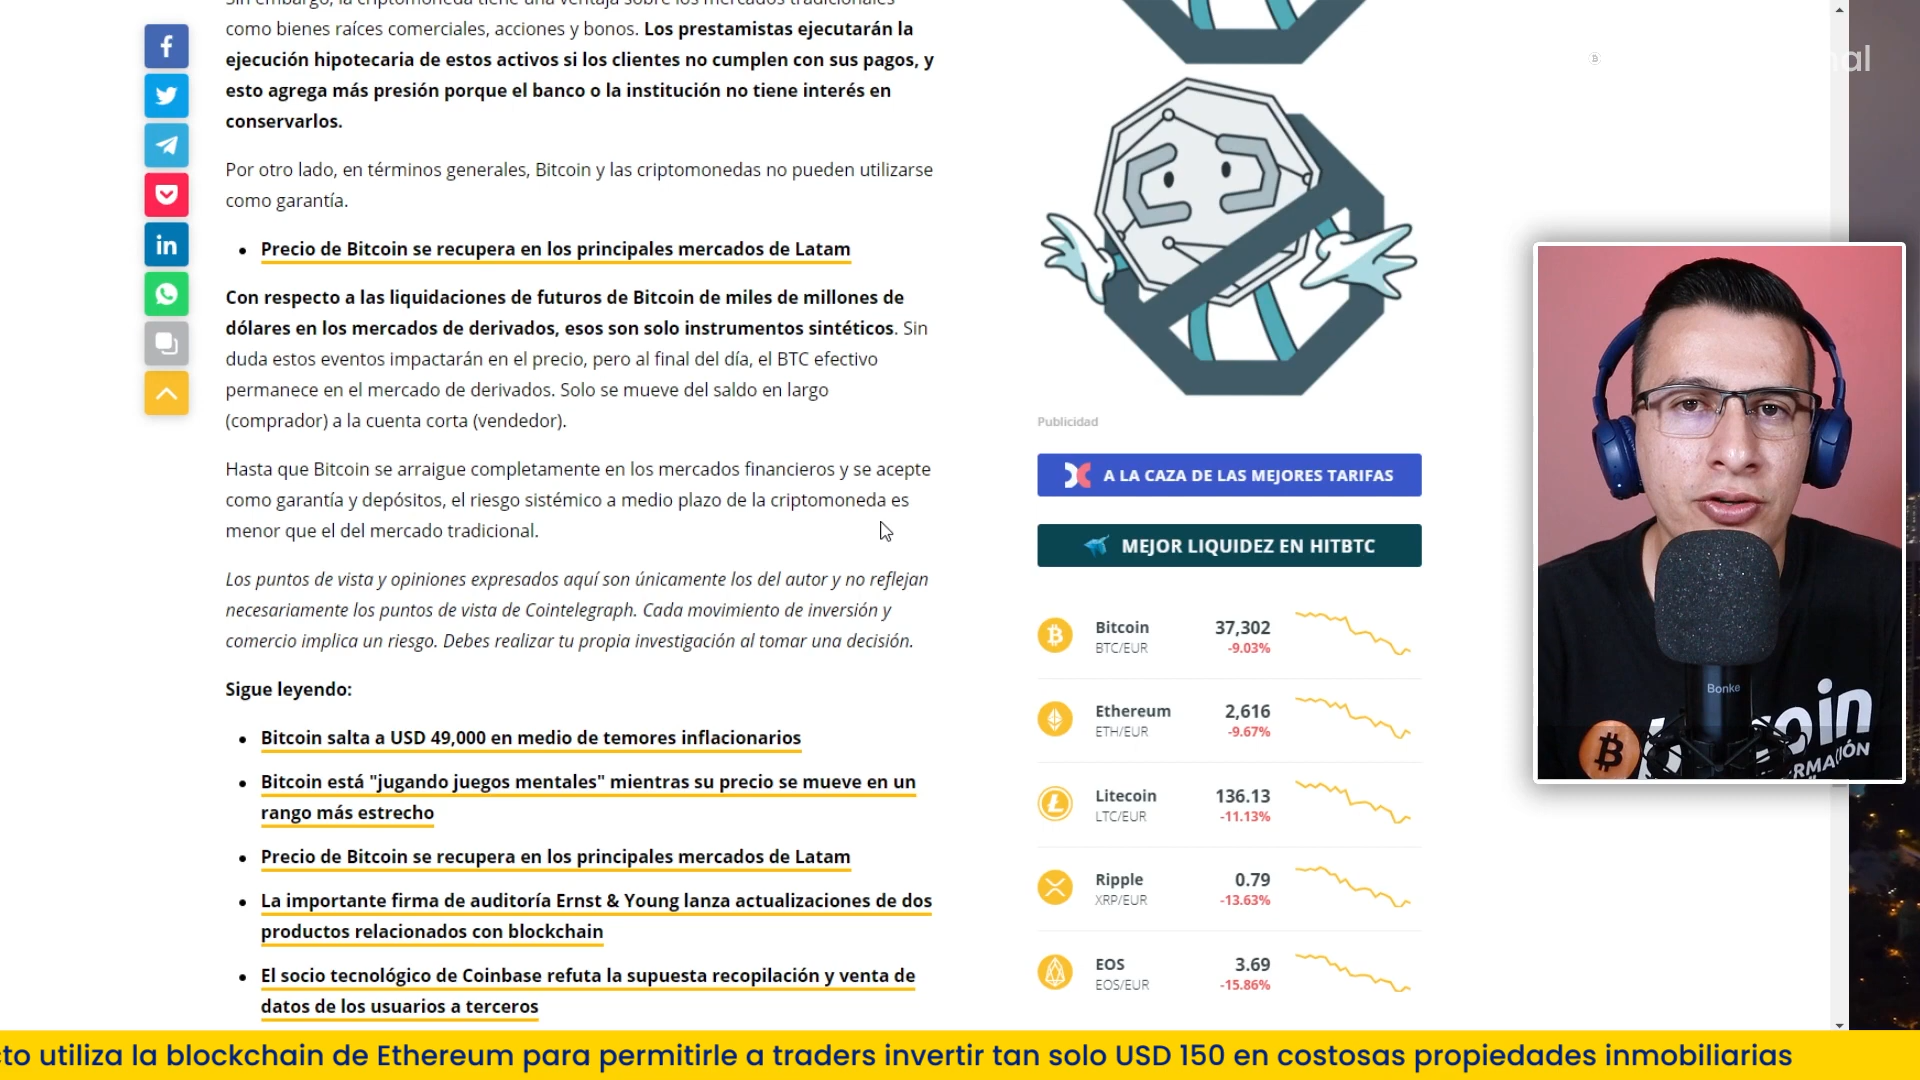 como bienes raíces comerciales, acciones y bonos. Los prestamistas ejecutarán la
ejecución hipotecaria de estos activos si los clientes no cumplen con sus pagos, y
esto agrega más presión porque el banco o la institución no tiene interés en
conservarlos.
Por otro lado, en términos generales, Bitcoin y las criptomonedas no pueden utilizarse
como garantía.
Precio de Bitcoin se recupera en los principales mercados de Latam
Con respecto a las liquidaciones de futuros de Bitcoin de miles de millones de
dólares en los mercados de derivados, esos son solo instrumentos sintéticos. Sin
duda estos eventos impactarán en el precio, pero al final del día, el BTC efectivo
permanece en el mercado de derivados. Solo se mueve del saldo en largo
(comprador) a la cuenta corta (vendedor).
Hasta que Bitcoin se arraigue completamente en los mercados financieros y se acepte
como garantía y depósitos, el riesgo sistémico a medio plazo de la criptomoneda es
menor que el del mercado tradicional.
Los puntos de vista y opiniones expresados aquí son únicamente los del autor y no reflejan
necesariamente los puntos de vista de Cointelegraph. Cada movimiento de inversión y
comercio implica un riesgo. Debes realizar tu propia investigación al tomar una decisión.
Sigue leyendo:
Bitcoin salta a USD 49,000 en medio de temores inflacionarios
Bitcoin está "jugando juegos mentales" mientras su precio se mueve en un
rango más estrecho
Precio de Bitcoin se recupera en los principales mercados de Latam
La importante firma de auditoría Ernst & Young lanza actualizaciones de dos
productos relacionados con blockchain
El socio tecnológico de Coinbase refuta la supuesta recopilación y venta de
datos de los usuarios a terceros
Publicidad
A LA CAZA DE LAS MEJORES TARIFAS
MEJOR LIQUIDEZ EN HITBTC
Bitcoin 37,302
BTC/EUR -9.03%
Ethereum 2,616
ETH/EUR -9.67%
Litecoin 136.13
LTC/EUR -11.13%
Ripple 0.79
XRP/EUR -13.63%
EOS 3.69
EOS/EUR -15.86%
nal
Bonke
oin
RMACIÓN
to utiliza la blockchain de Ethereum para permitirle a traders invertir tan solo USD 150 en costosas propiedades inmobiliarias